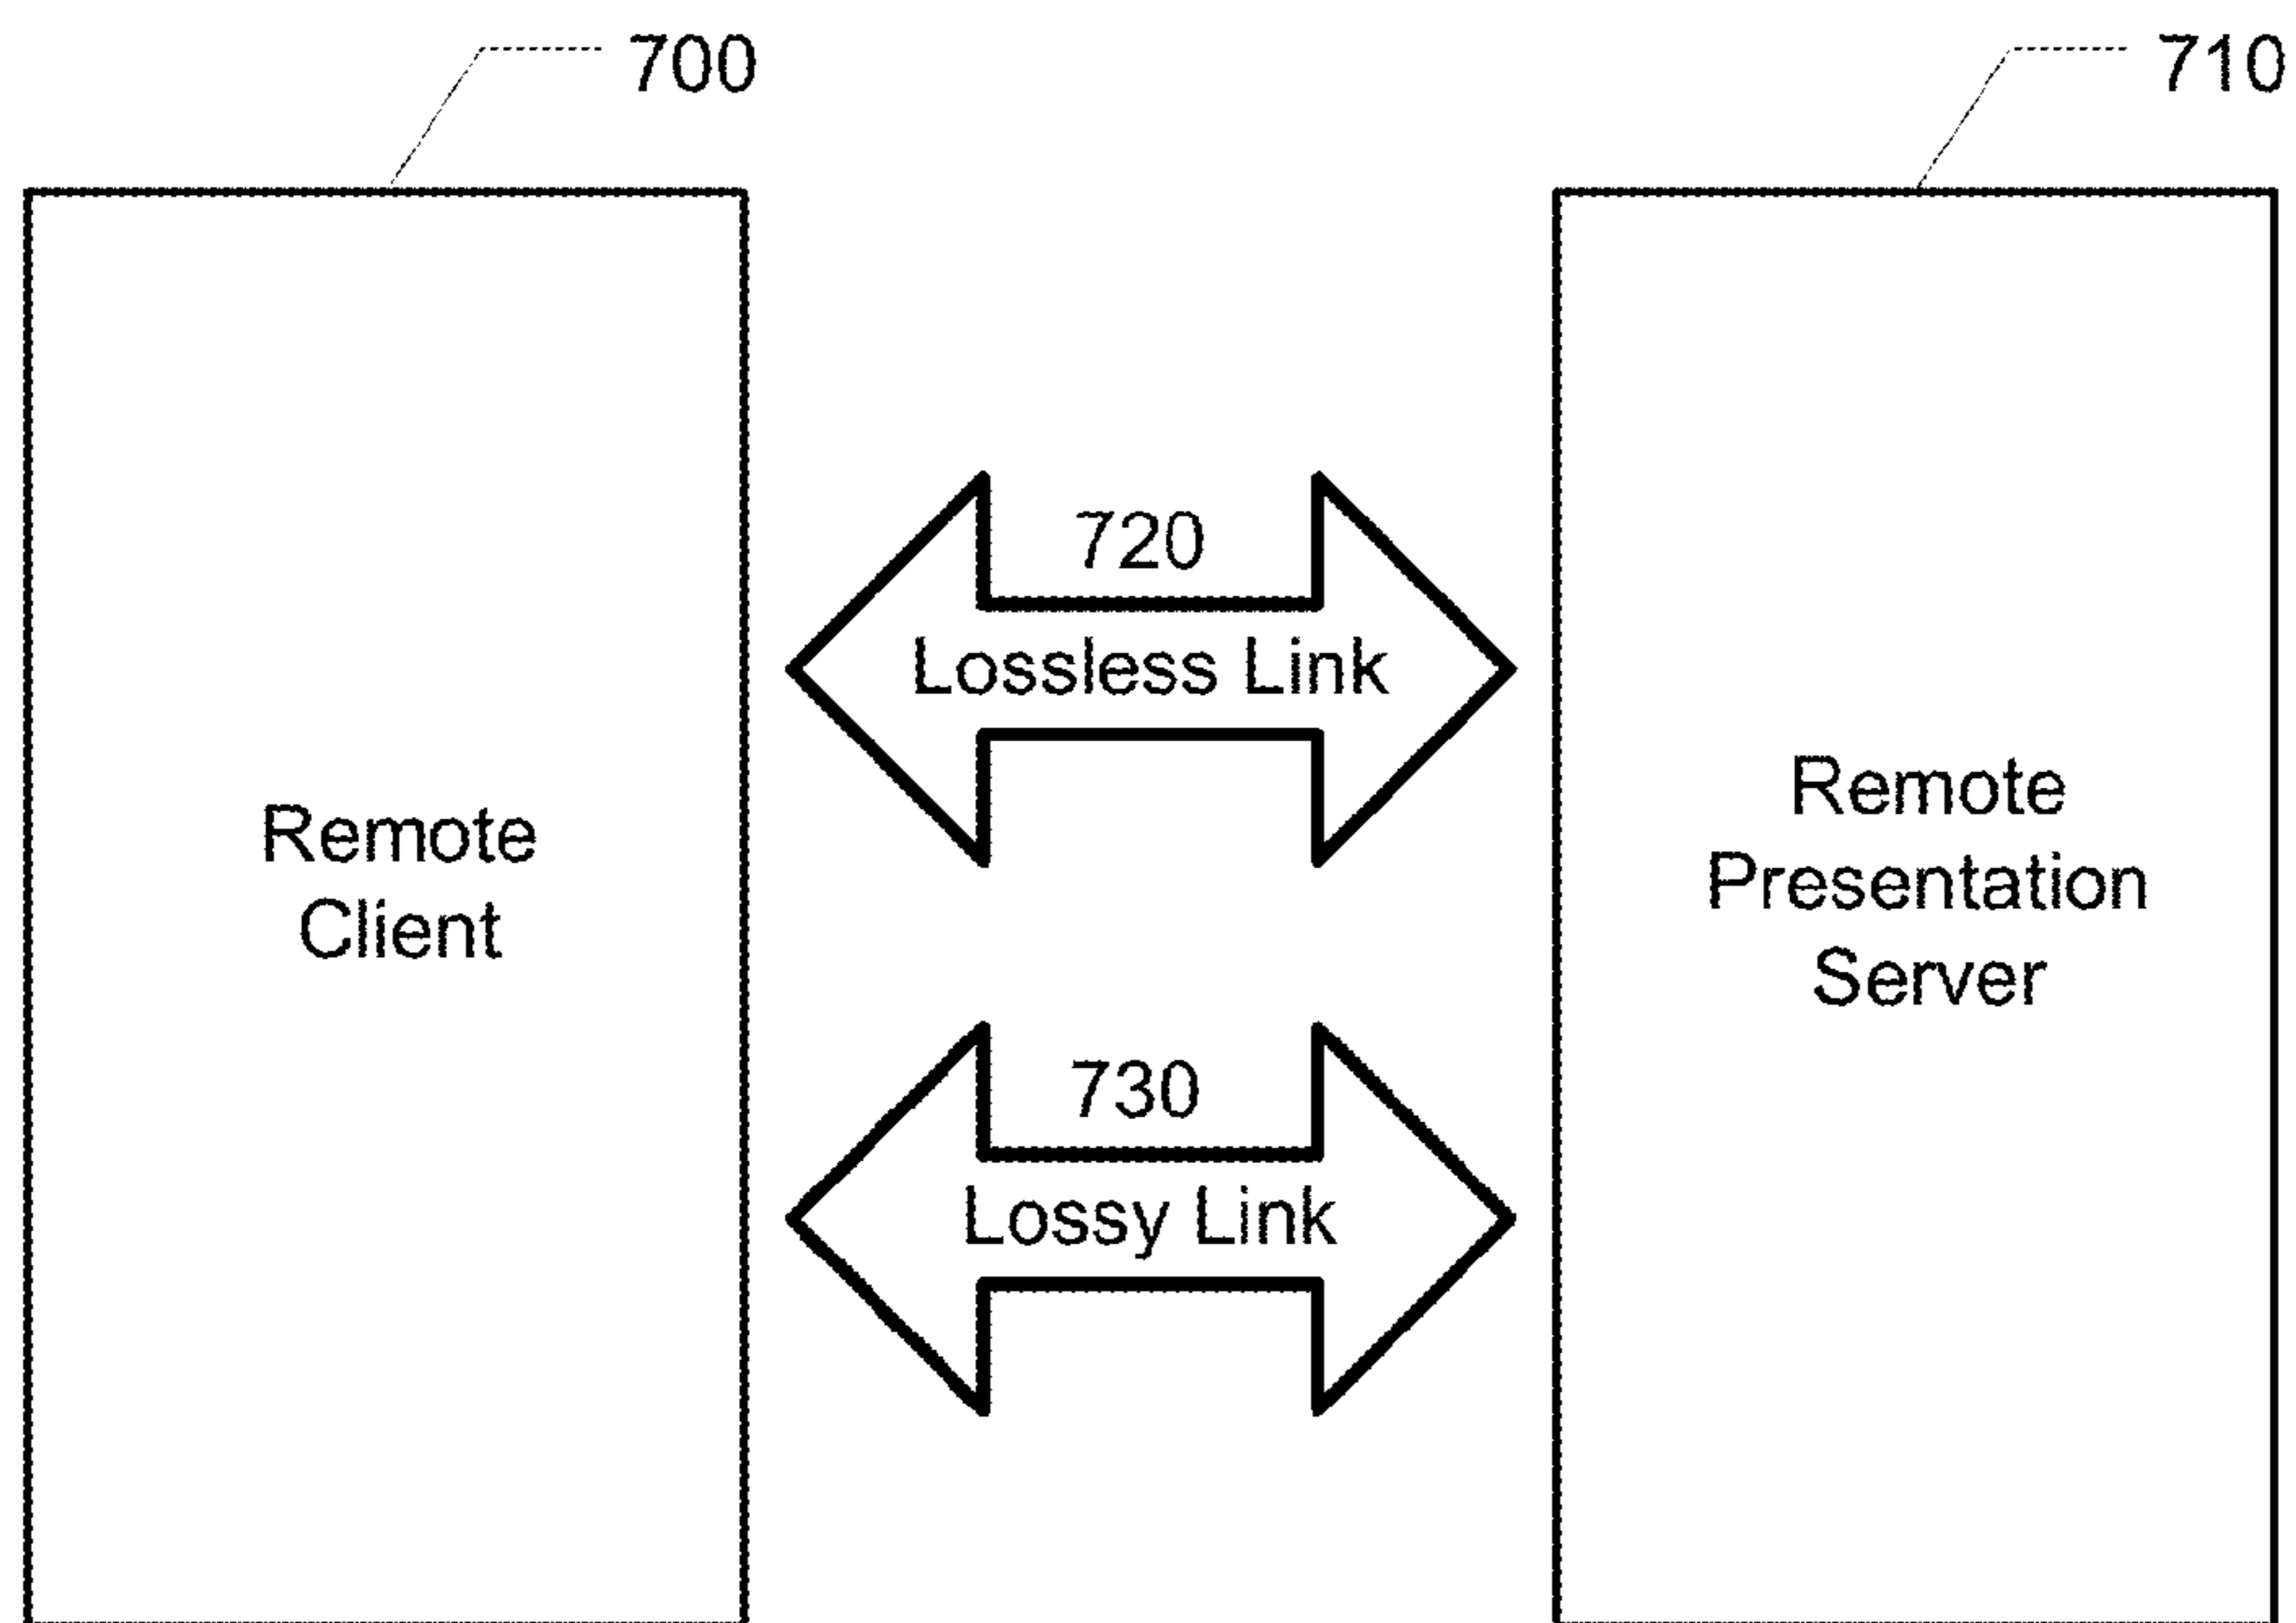 700
710
720
Lossless Link
Remote
Client
Remote
Presentation
Server
730
Lossy Link